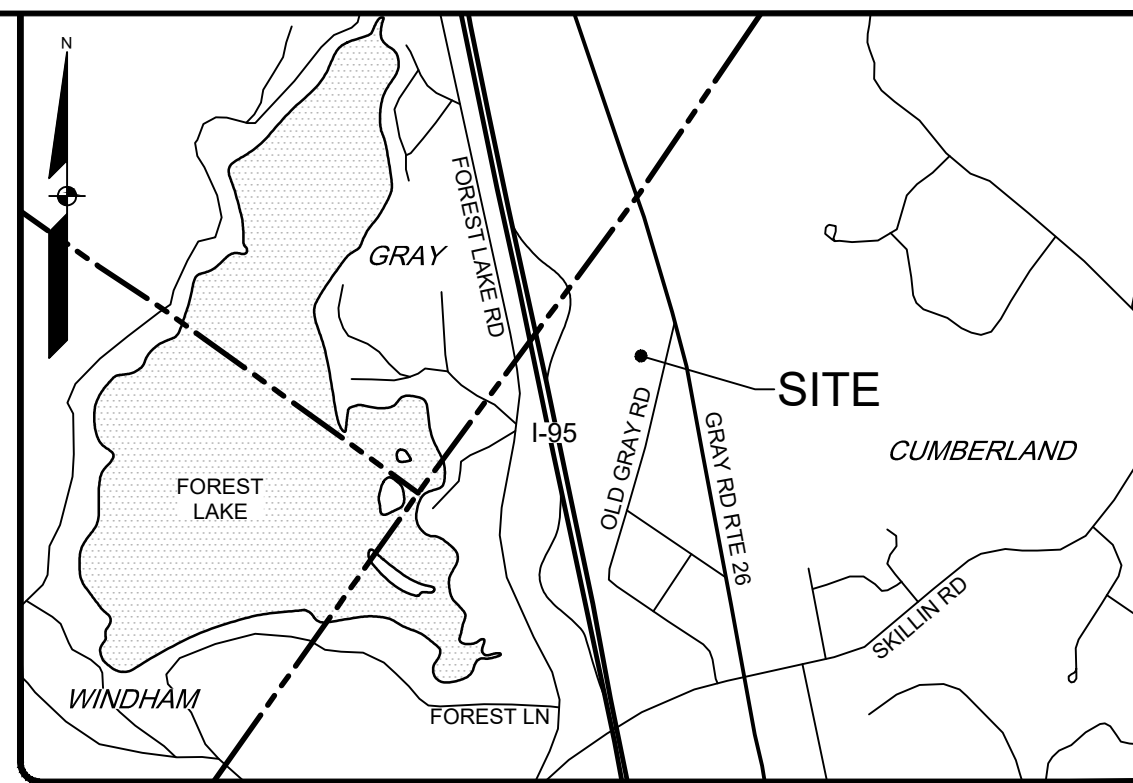 N
FOREST LAKE RD
GRAY
SITE
OLD GRAY RD
GRAY RD RTE 26
I-95
CUMBERLAND
FOREST
LAKE
SKILLIN RD
WINDHAM
FOREST LN